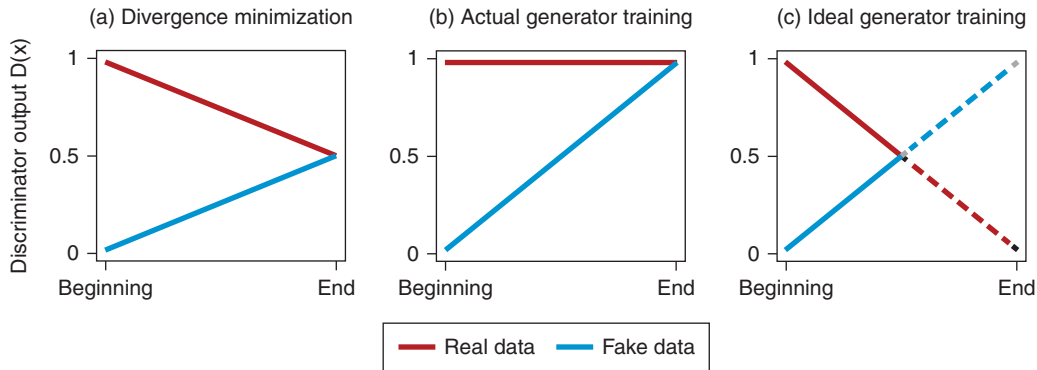 (a) Divergence minimization
(b) Actual generator training
(c) Ideal generator training
Discriminator output D(x)
1
0.5
0
Beginning
End
1
0.5
0
Beginning
End
1
0.5
0
Beginning
End
Real data
Fake data